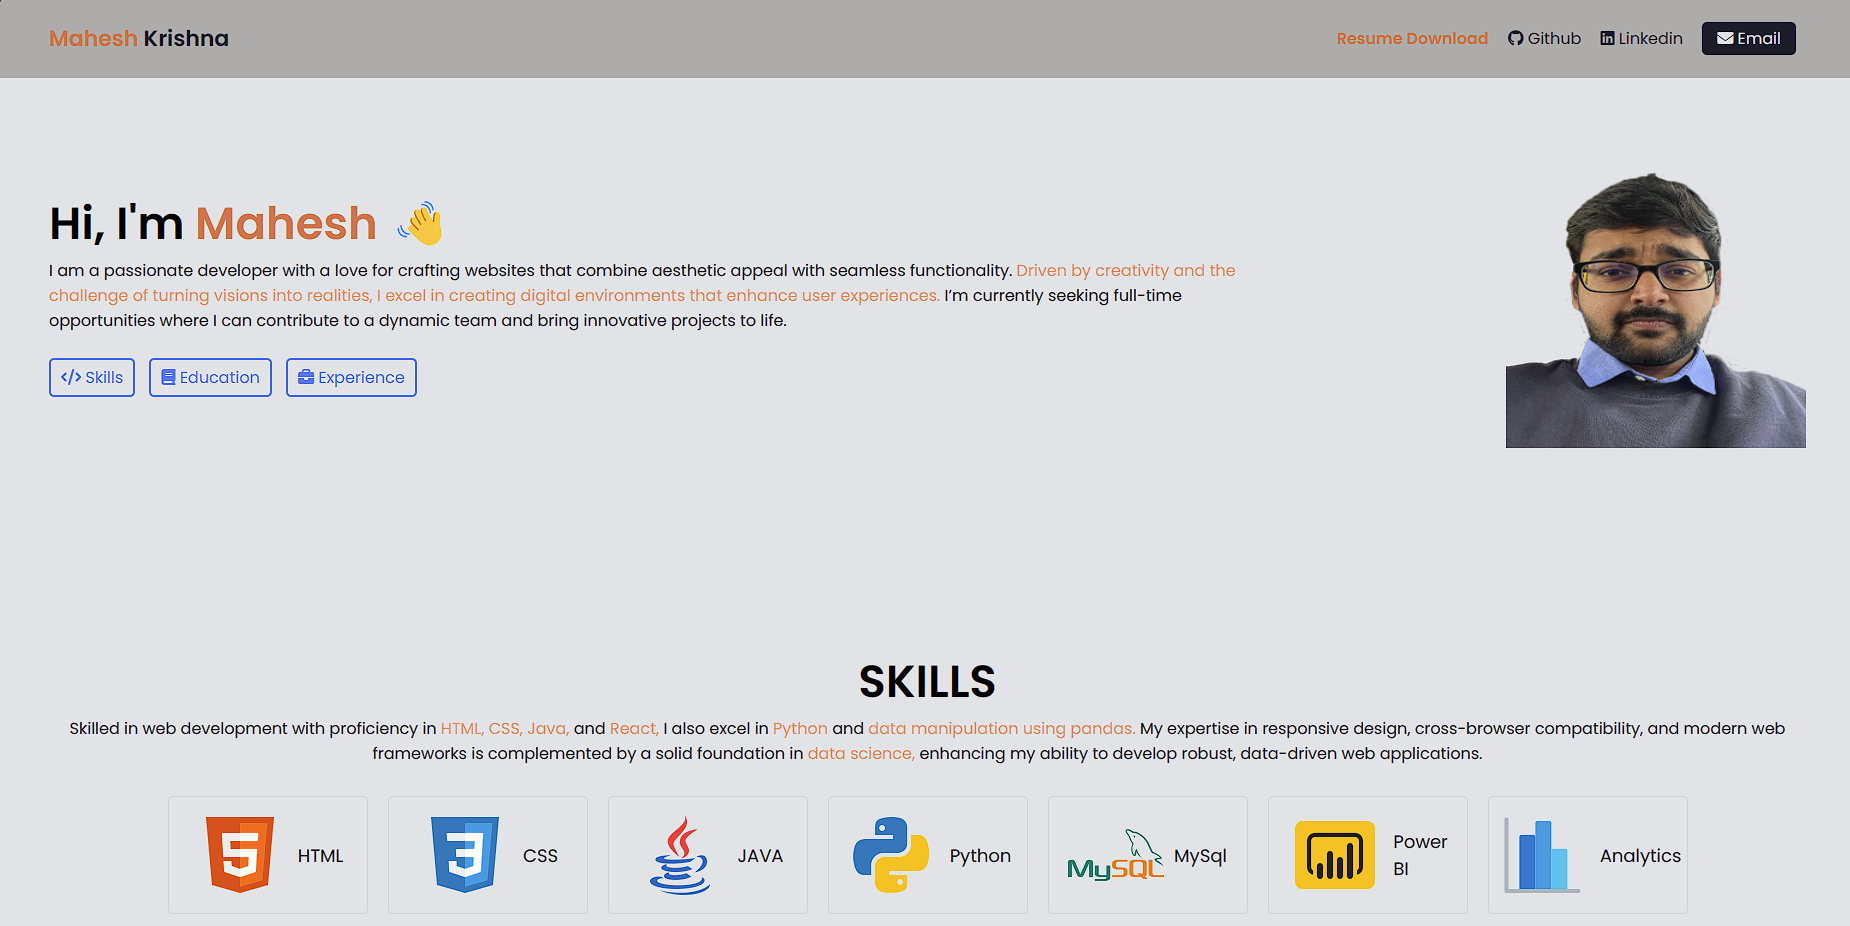 Mahesh Krishna
Resume Download Github Linkedin Email
Hi, I'm Mahesh 👋
I am a passionate developer with a love for crafting websites that combine aesthetic appeal with seamless functionality. Driven by creativity and the
challenge of turning visions into realities, I excel in creating digital environments that enhance user experiences. I’m currently seeking full-time
opportunities where I can contribute to a dynamic team and bring innovative projects to life.
</> Skills Education Experience
SKILLS
Skilled in web development with proficiency in HTML, CSS, Java, and React, I also excel in Python and data manipulation using pandas. My expertise in responsive design, cross-browser compatibility, and modern web
frameworks is complemented by a solid foundation in data science, enhancing my ability to develop robust, data-driven web applications.
5 HTML
3 CSS
JAVA
Python
MySQL MySql
Power
BI
Analytics